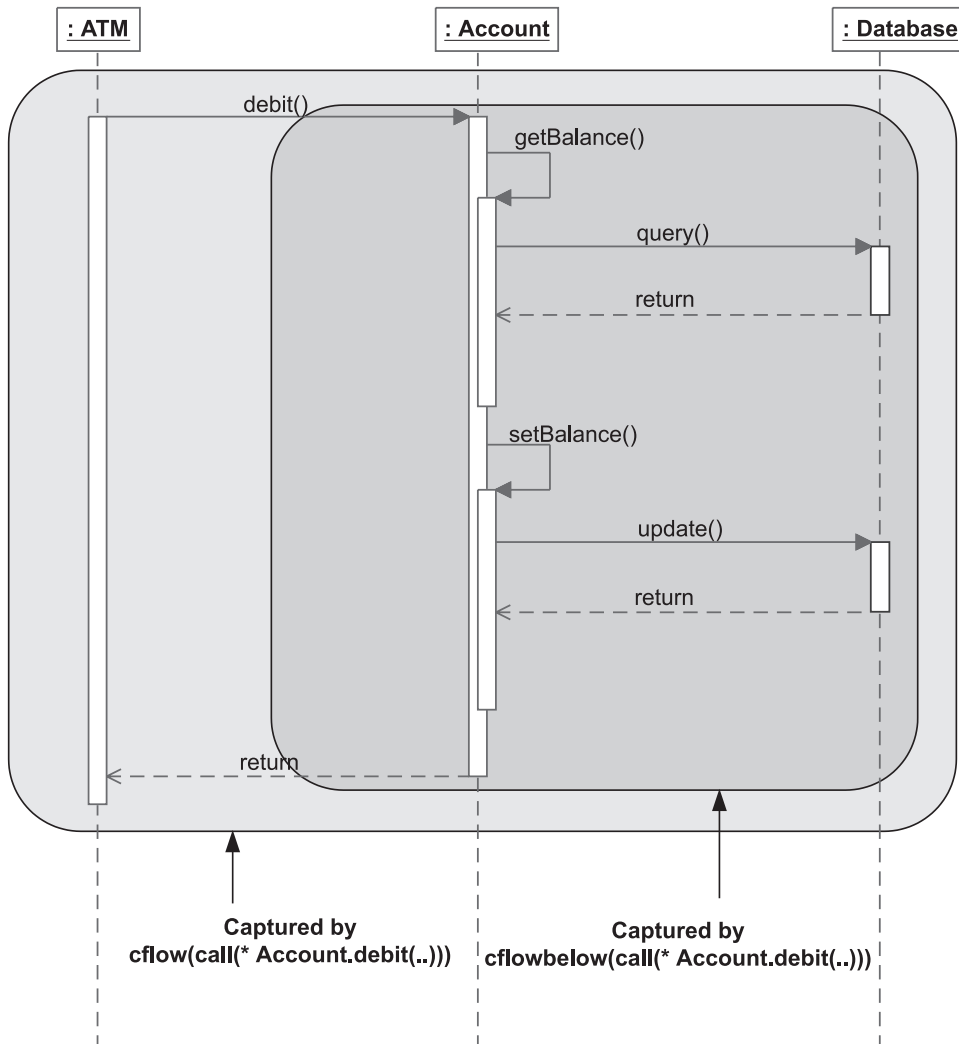 : ATM
: Account
: Database
debit()
getBalance()
query()
return
setBalance()
update()
return
return
Captured by
cflow(call(* Account.debit(..)))
Captured by
cflowbelow(call(* Account.debit(..)))